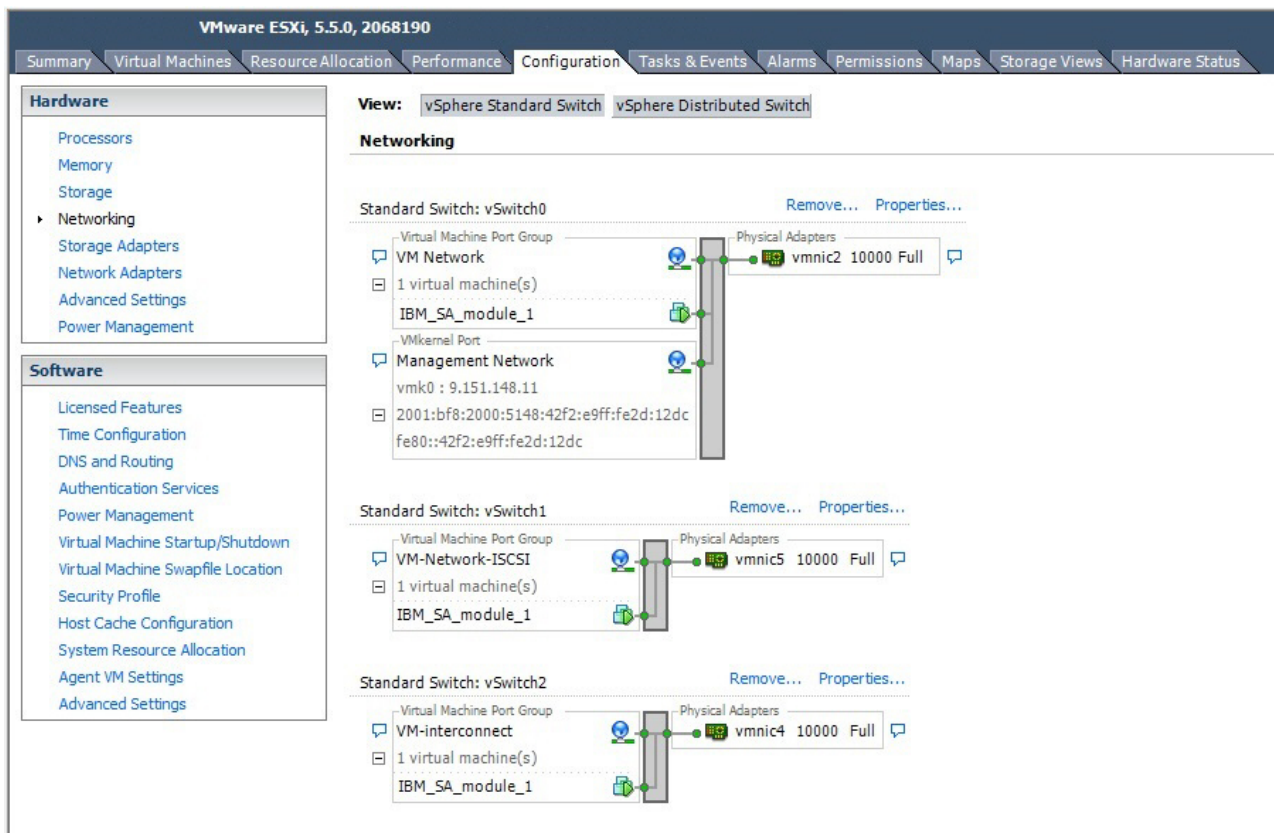 VMware ESXi, 5.5.0, 2068190
Summary Virtual Machines Resource Allocation Performance Configuration Tasks & Events Alarms Permissions Maps Storage Views Hardware Status
Hardware
Processors
Memory
Storage
Networking
Storage Adapters
Network Adapters
Advanced Settings
Power Management
Software
Licensed Features
Time Configuration
DNS and Routing
Authentication Services
Power Management
Virtual Machine Startup/Shutdown
Virtual Machine Swapfile Location
Security Profile
Host Cache Configuration
System Resource Allocation
Agent VM Settings
Advanced Settings
View: vSphere Standard Switch vSphere Distributed Switch
Networking
Standard Switch: vSwitch0 Remove... Properties...
Virtual Machine Port Group Physical Adapters
VM Network vmnic2 10000 Full
1 virtual machine(s)
IBM_SA_module_1
VMkernel Port
Management Network
vmk0 : 9.151.148.11
2001:bf8:2000:5148:42f2:e9ff:fe2d:12dc
fe80::42f2:e9ff:fe2d:12dc
Standard Switch: vSwitch1 Remove... Properties...
Virtual Machine Port Group Physical Adapters
VM-Network-ISCSI vmnic5 10000 Full
1 virtual machine(s)
IBM_SA_module_1
Standard Switch: vSwitch2 Remove... Properties...
Virtual Machine Port Group Physical Adapters
VM-interconnect vmnic4 10000 Full
1 virtual machine(s)
IBM_SA_module_1